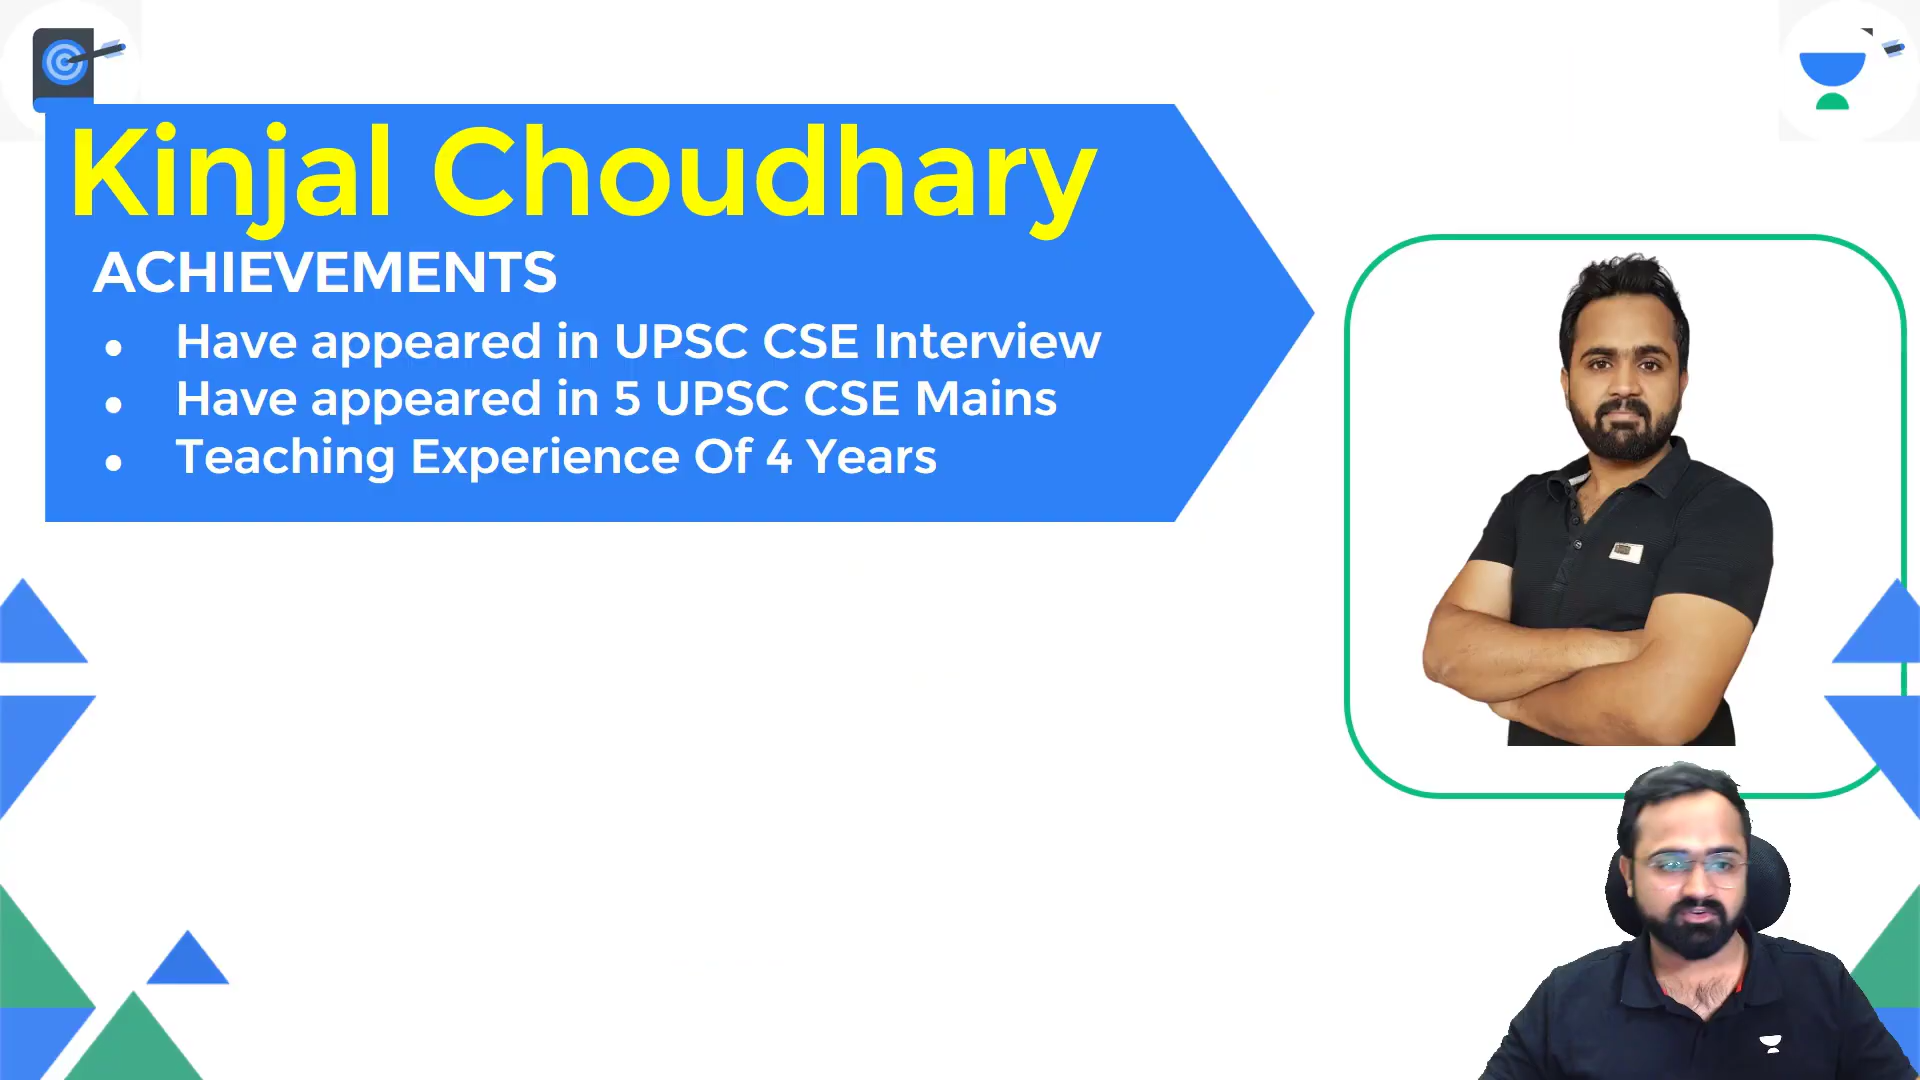 Kinjal Choudhary
ACHIEVEMENTS
• Have appeared in UPSC CSE Interview
• Have appeared in 5 UPSC CSE Mains
• Teaching Experience Of 4 Years